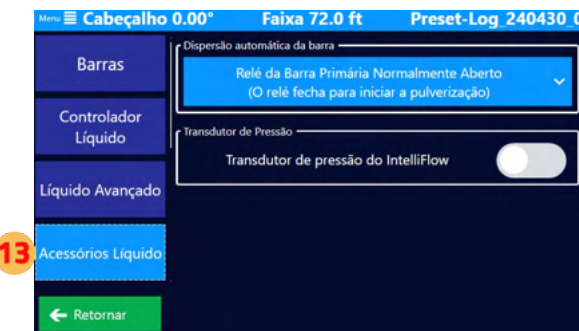 Menu Cabeçalho 0.00° Faixa 72.0 ft Preset-Log_240430_0
Barras
Controlador
Líquido
Líquido Avançado
13 Acessórios Líquido
Retornar
Dispersão automática da barra
Relé da Barra Primária Normalmente Aberto
(O relé fecha para iniciar a pulverização)
Transdutor de Pressão
Transdutor de pressão do IntelliFlow